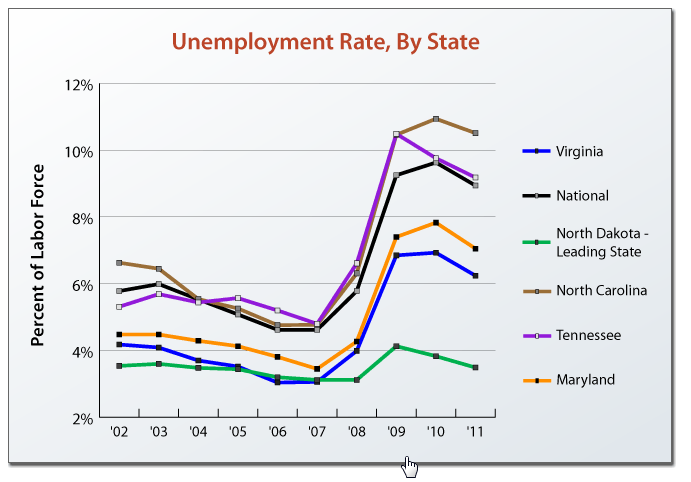 Unemployment Rate, By State
Percent of Labor Force
12%
10%
8%
6%
4%
2%
'02 '03 '04 '05 '06 '07 '08 '09 '10 '11
Virginia
National
North Dakota -
Leading State
North Carolina
Tennessee
Maryland